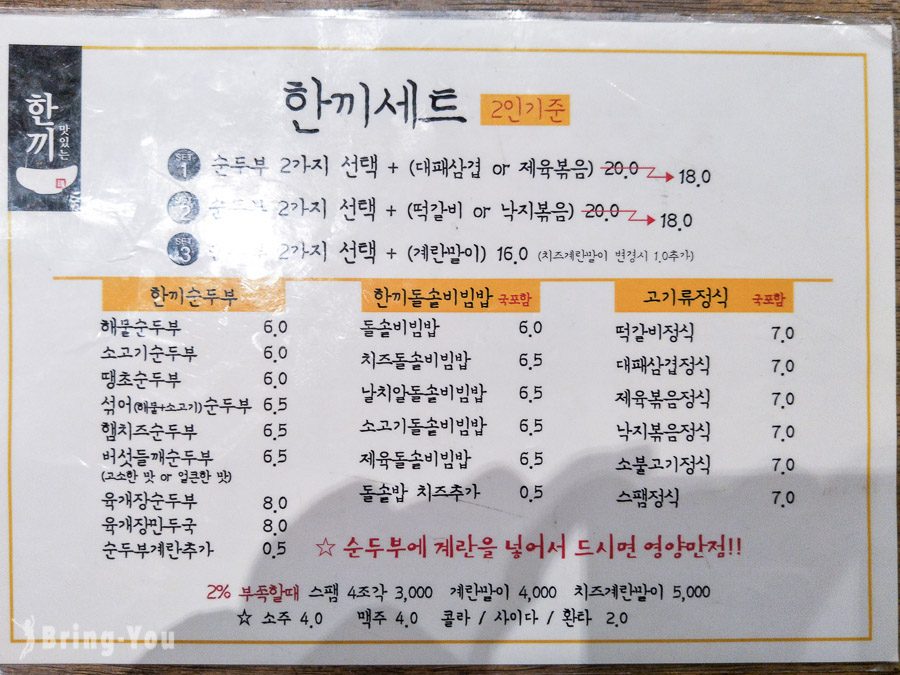 한끼
맛있는
한끼세트 2인기준
SET 1 순두부 2가지 선택 + (대패삼겹 or 제육볶음) 20.0 → 18.0
순두부 2가지 선택 + (떡갈비 or 낙지볶음) 20.0 → 18.0
SET 3 2가지 선택 + (계란말이) 16.0 (치즈계란말이 변경시 1.0추가)
한끼순두부
해물순두부 6.0
소고기순두부 6.0
땡초순두부 6.0
섞어(해물+소고기)순두부 6.5
햄치즈순두부 6.5
버섯들깨순두부 6.5
(고소한 맛 or 얼큰한 맛)
육개장순두부 8.0
육개장만두국 8.0
순두부계란추가 0.5
한끼돌솥비빔밥 국포함
돌솥비빔밥 6.0
치즈돌솥비빔밥 6.5
날치알돌솥비빔밥 6.5
소고기돌솥비빔밥 6.5
제육돌솥비빔밥 6.5
돌솥밥 치즈추가 0.5
고기류정식 국포함
떡갈비정식 7.0
대패삼겹정식 7.0
제육볶음정식 7.0
낙지볶음정식 7.0
소불고기정식 7.0
스팸정식 7.0
☆ 순두부에 계란을 넣어서 드시면 영양만점!!
2% 부족할때 스팸 4조각 3,000 계란말이 4,000 치즈계란말이 5,000
☆ 소주 4.0 맥주 4.0 콜라 / 사이다 / 환타 2.0
Bring-You